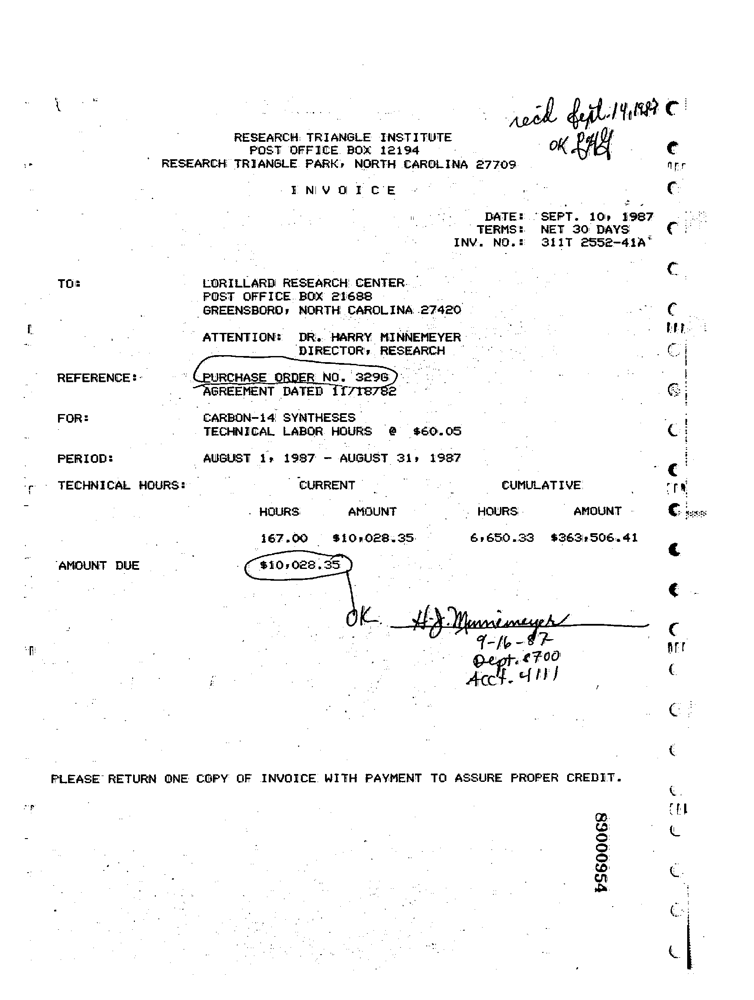 rec'd Sept. 14, 1987
OK
RESEARCH TRIANGLE INSTITUTE
POST OFFICE BOX 12194
RESEARCH TRIANGLE PARK, NORTH CAROLINA 27709
I N V O I C E
DATE: SEPT. 10, 1987
TERMS: NET 30 DAYS
INV. NO.: 311T 2552-41A
TO: LORILLARD RESEARCH CENTER
POST OFFICE BOX 21688
GREENSBORO, NORTH CAROLINA 27420
ATTENTION: DR. HARRY MINNEMEYER
DIRECTOR, RESEARCH
REFERENCE: PURCHASE ORDER NO. 329G
AGREEMENT DATED 11/18/82
FOR: CARBON-14 SYNTHESES
TECHNICAL LABOR HOURS @ $60.05
PERIOD: AUGUST 1, 1987 - AUGUST 31, 1987
TECHNICAL HOURS: CURRENT CUMULATIVE
HOURS AMOUNT HOURS AMOUNT
167.00 $10,028.35 6,650.33 $363,506.41
AMOUNT DUE $10,028.35
OK H.J. Minnemeyer
9-16-87
Dept. 8700
Acct. 4111
PLEASE RETURN ONE COPY OF INVOICE WITH PAYMENT TO ASSURE PROPER CREDIT.
89000954